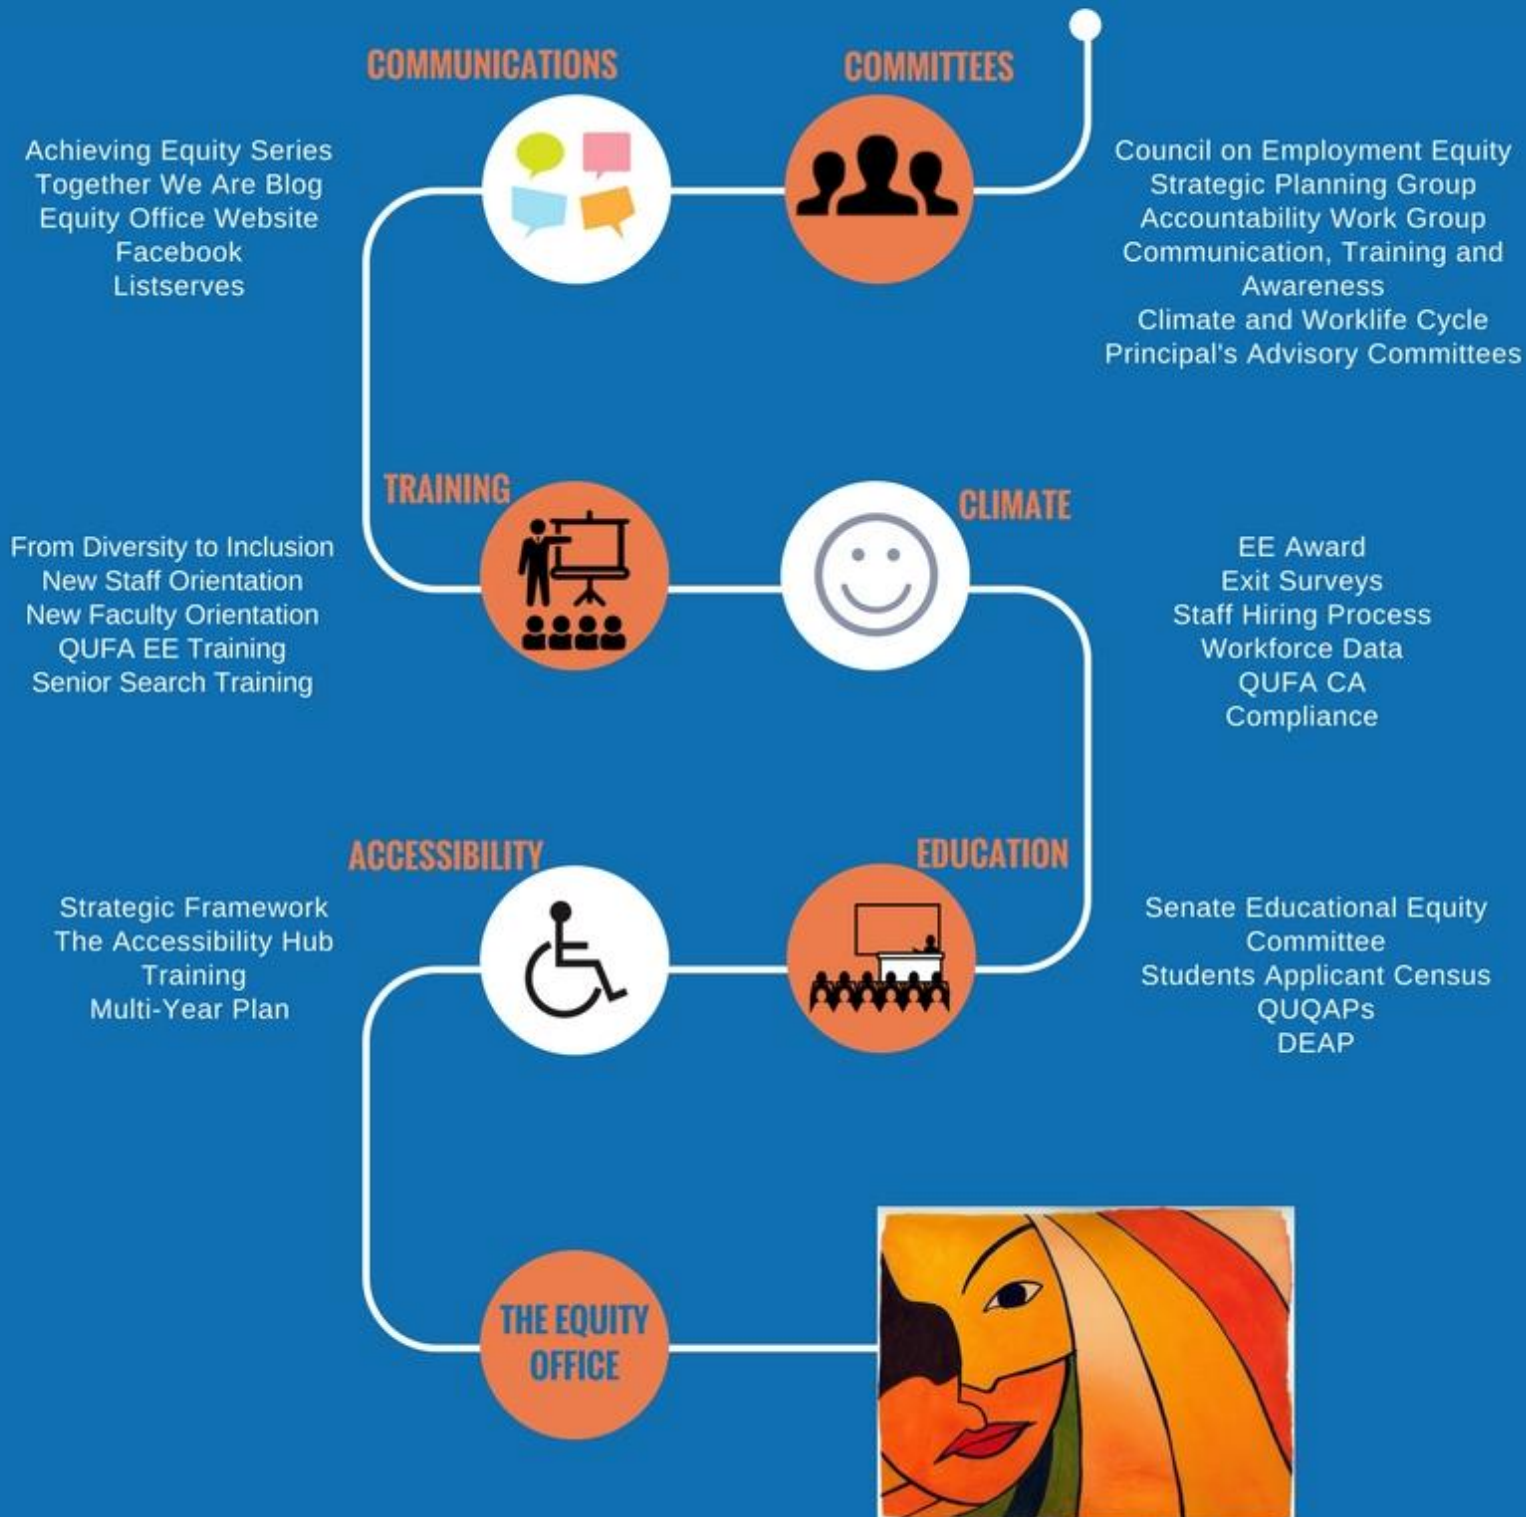 COMMUNICATIONS
Achieving Equity Series
Together We Are Blog
Equity Office Website
Facebook
Listserves
COMMITTEES
Council on Employment Equity
Strategic Planning Group
Accountability Work Group
Communication, Training and
Awareness
Climate and Worklife Cycle
Principal's Advisory Committees
TRAINING
From Diversity to Inclusion
New Staff Orientation
New Faculty Orientation
QUFA EE Training
Senior Search Training
CLIMATE
EE Award
Exit Surveys
Staff Hiring Process
Workforce Data
QUFA CA
Compliance
ACCESSIBILITY
Strategic Framework
The Accessibility Hub
Training
Multi-Year Plan
EDUCATION
Senate Educational Equity
Committee
Students Applicant Census
QUQAPs
DEAP
THE EQUITY
OFFICE